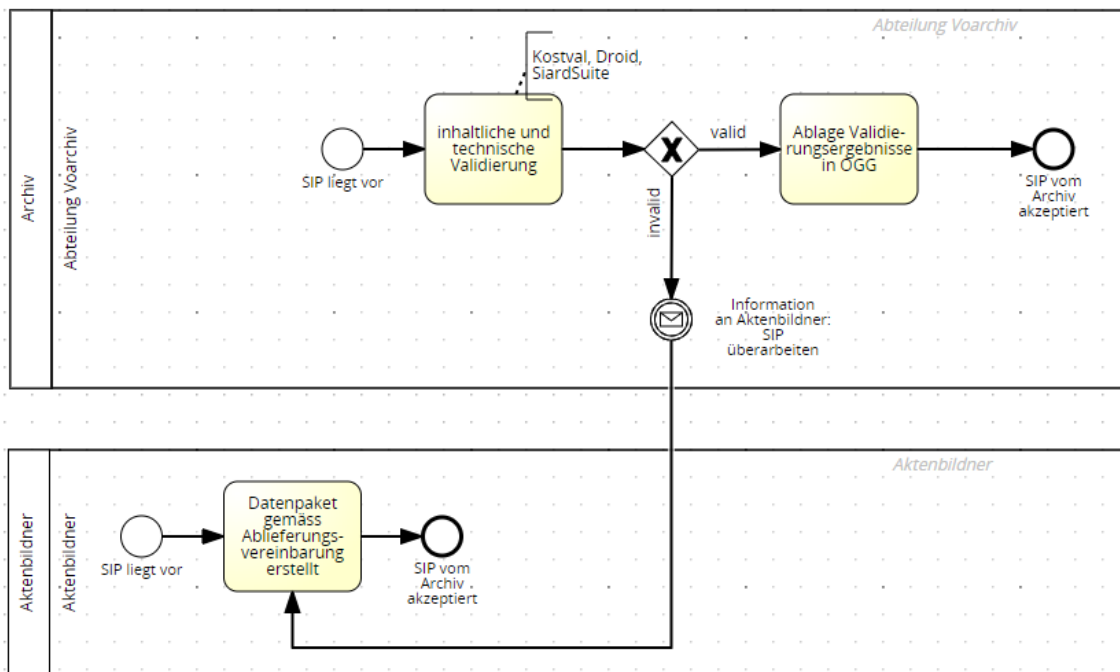 Abteilung Voarchiv
Archiv
Abteilung Voarchiv
Kostval, Droid,
SiardSuite
SIP liegt vor
inhaltliche und
technische
Validierung
valid
invalid
Ablage Validie-
rungsergebnisse
in OGG
SIP vom
Archiv
akzeptiert
Information
an Aktenbildner:
SIP
überarbeiten
Aktenbildner
Aktenbildner
Aktenbildner
SIP liegt vor
Datenpaket
gemäss
Ablieferungs-
vereinbarung
erstellt
SIP vom
Archiv
akzeptiert